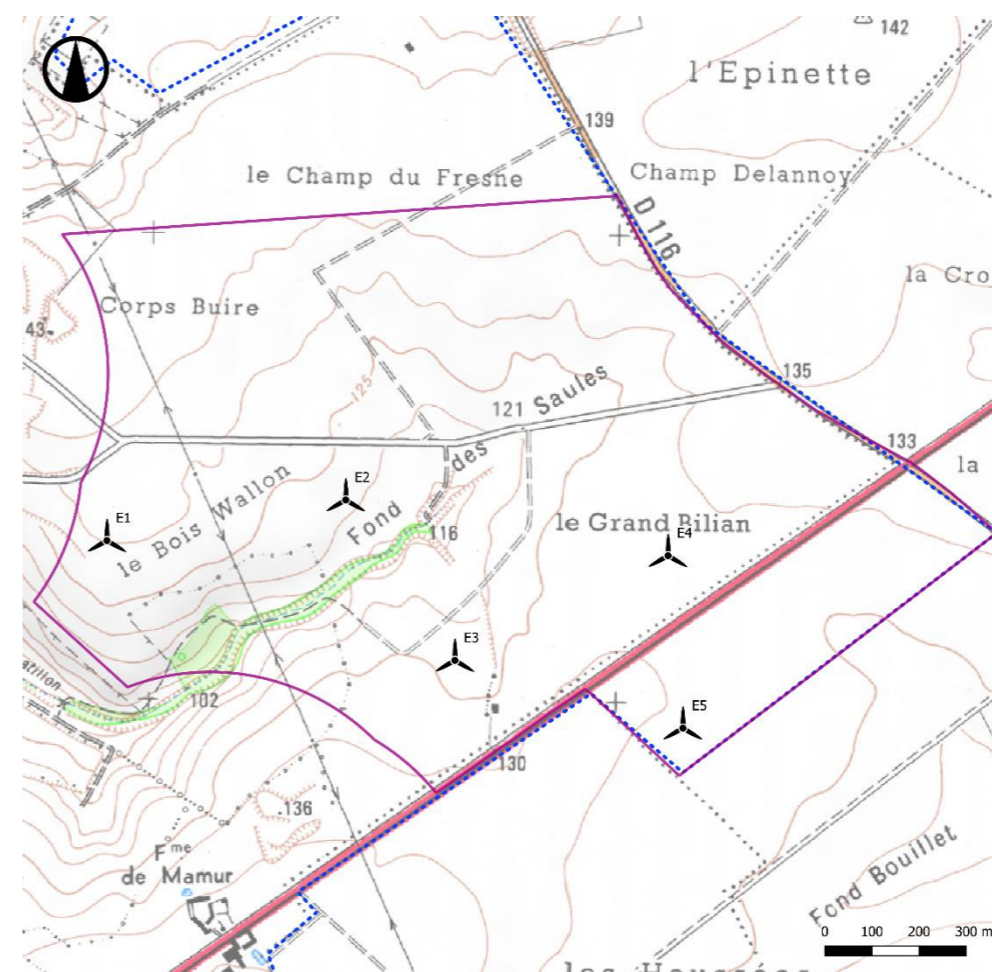 142
l'Epinette
139
le Champ du Fresne
Champ Delannoy
D 116
la Cro
Corps Buire
43
125
135
Saules
121
des
133
la
le Bois Wallon
E2
Fond
116
E1
le Grand Bilian
E4
E3
102
E5
130
136
Fme
de Mamur
Fond Bouillet
0 100 200 300 m